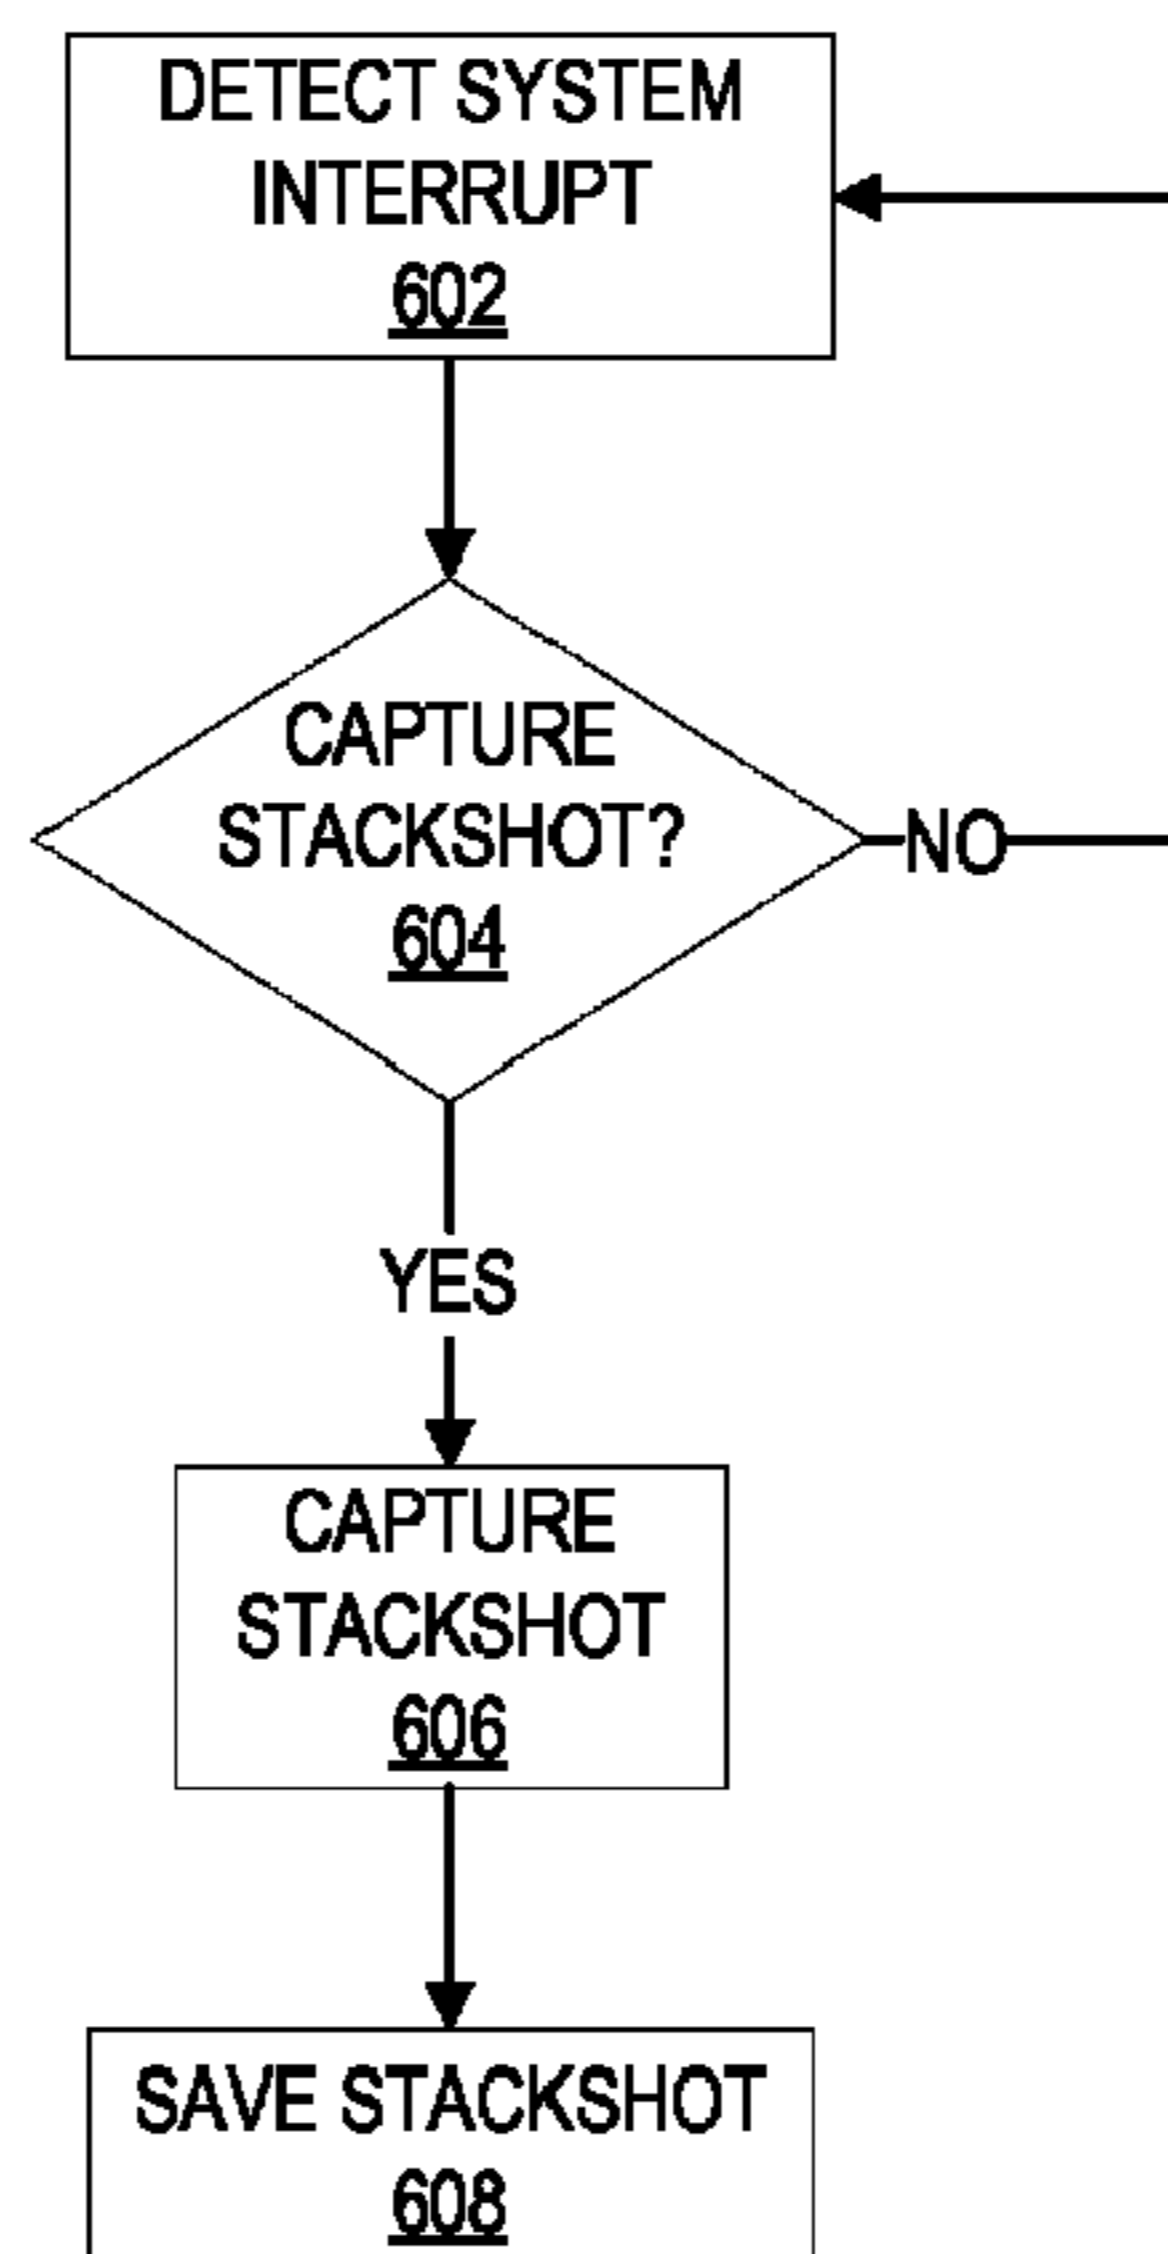 DETECT SYSTEM
INTERRUPT
602
CAPTURE
STACKSHOT?
604
NO
YES
CAPTURE
STACKSHOT
606
SAVE STACKSHOT
608